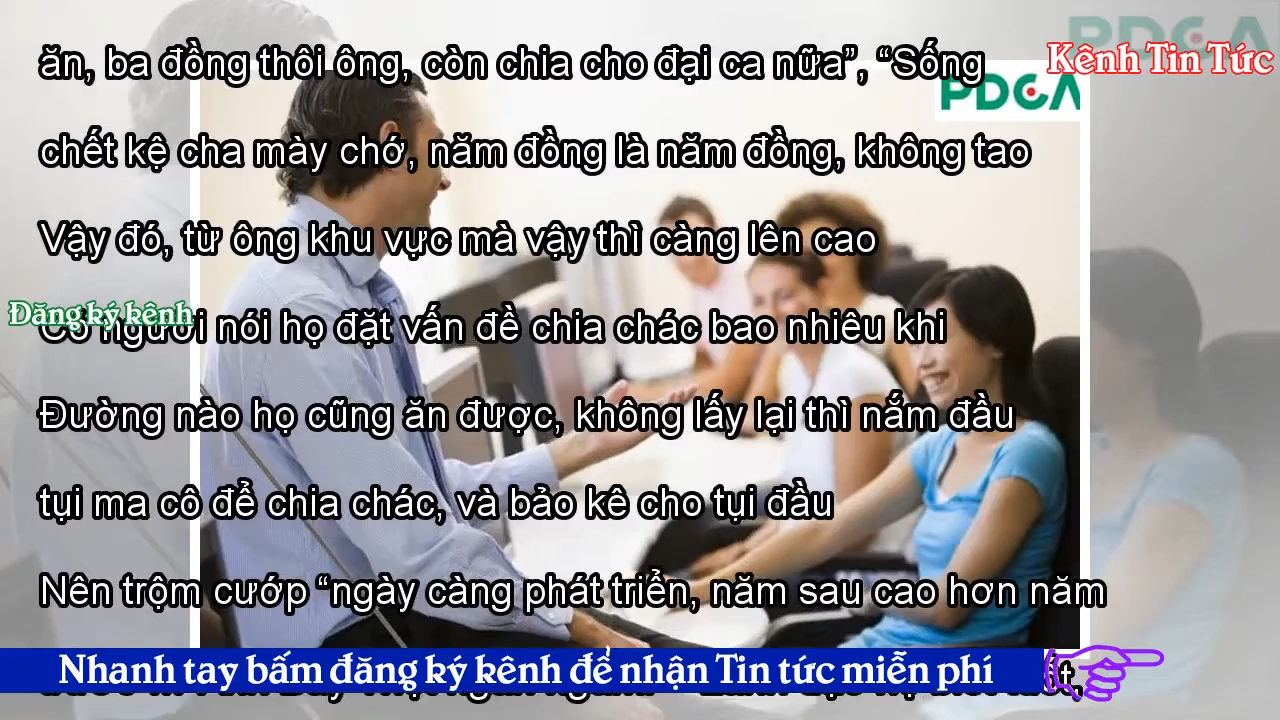 PDCA
Kênh Tin Tức
ăn, ba đồng thôi ông, còn chia cho đại ca nữa”, “Sống
PDCA
chết kệ cha mày chớ, năm đồng là năm đồng, không tao
Vậy đó, từ ông khu vực mà vậy thì càng lên cao
Đăng ký kênh
Có người nói họ đặt vấn đề chia chác bao nhiêu khi
Đường nào họ cũng ăn được, không lấy lại thì nắm đầu
tụi ma cô để chia chác, và bảo kê cho tụi đầu
Nên trộm cướp “ngày càng phát triển, năm sau cao hơn năm
Nhanh tay bấm đăng ký kênh để nhận Tin tức miễn phí